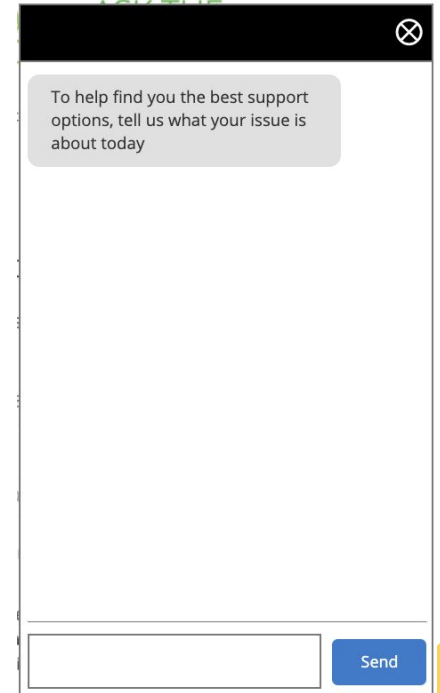 To help find you the best support
options, tell us what your issue is
about today
Send